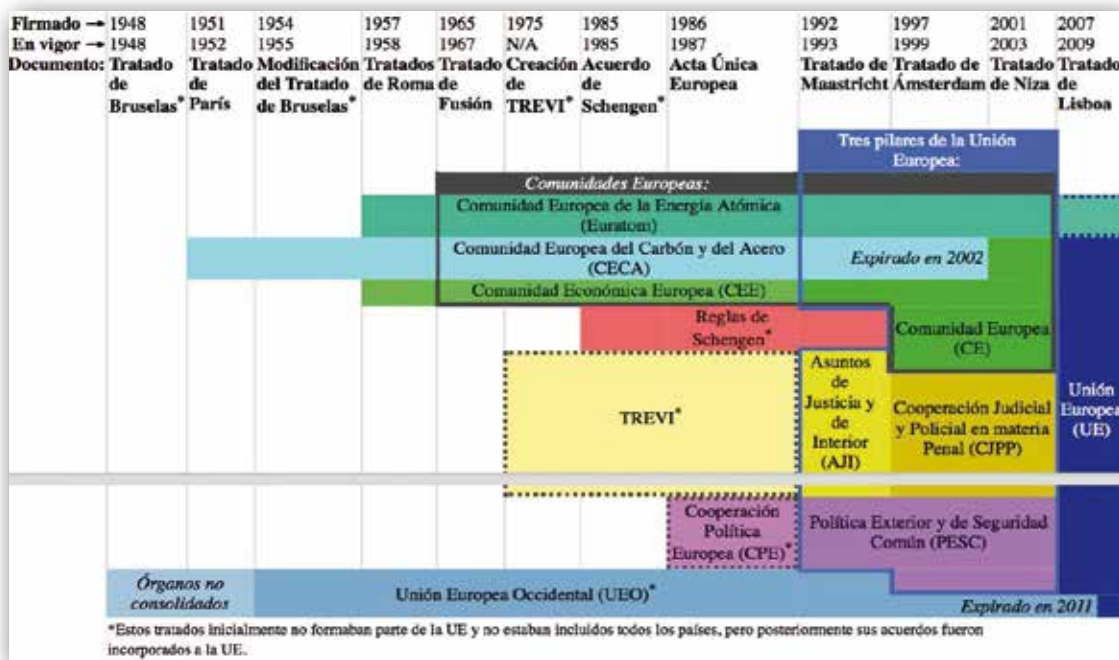 Firmado → 1948 1951 1954 1957 1965 1975 1985 1986 1992 1997 2001 2007
En vigor → 1948 1952 1955 1958 1967 N/A 1985 1987 1993 1999 2003 2009
Documento: Tratado Tratado Modificación Tratados Tratado Creación Acuerdo Acta Única Tratado de Tratado de Tratado Tratado
de de del Tratado de Roma de de de Europea Maastricht Ámsterdam de Niza de
Bruselas* París de Bruselas* Fusión TREVI* Schengen* Lisboa
Tres pilares de la Unión
Europea:
Comunidades Europeas:
Comunidad Europea de la Energía Atómica
(Euratom)
Comunidad Europea del Carbón y del Acero
(CECA)
Expirado en 2002
Comunidad Económica Europea (CEE)
Reglas de
Schengen*
Comunidad Europea
(CE)
TREVI*
Asuntos
de
Justicia y
de
Interior
(AJI)
Cooperación Judicial
y Policial en materia
Penal (CJPP)
Unión
Europea
(UE)
Cooperación
Política
Europea (CPE)*
Política Exterior y de Seguridad
Común (PESC)
Órganos no
consolidados
Unión Europea Occidental (UEO)*
Expirado en 2011
*Estos tratados inicialmente no formaban parte de la UE y no estaban incluidos todos los países, pero posteriormente sus acuerdos fueron
incorporados a la UE.